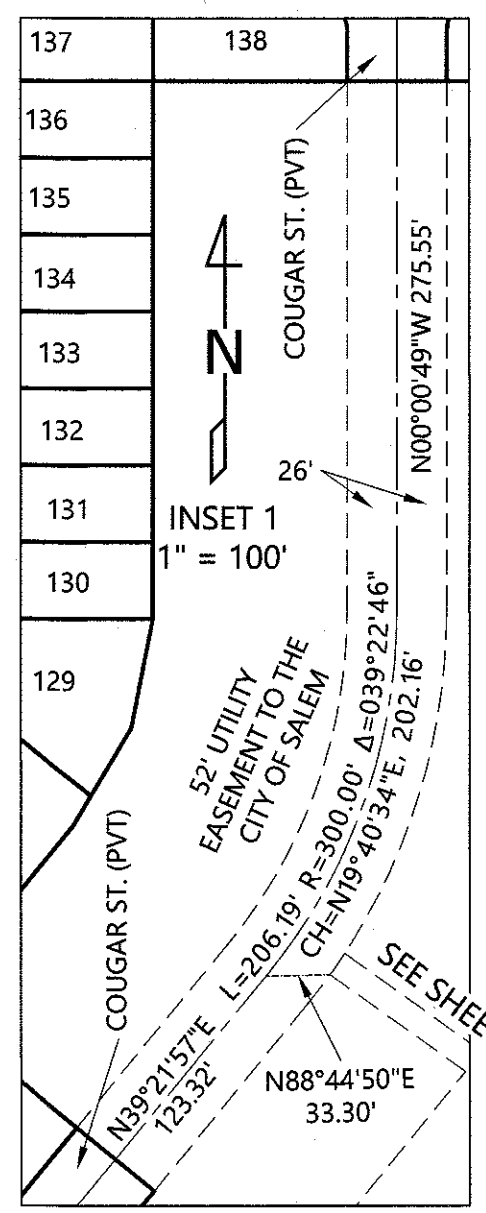 137
138
136
135
134
133
132
131
130
129
COUGAR ST. (PVT)
N00°00'49"W 275.55'
N
26'
INSET 1
1" = 100'
52' UTILITY
EASEMENT TO THE
CITY OF SALEM
L=206.19' R=300.00' Δ=039°22'46"
CH=N19°40'34"E, 202.16'
COUGAR ST. (PVT)
SEE SHEE
N39°21'57"E
123.32'
N88°44'50"E
33.30'